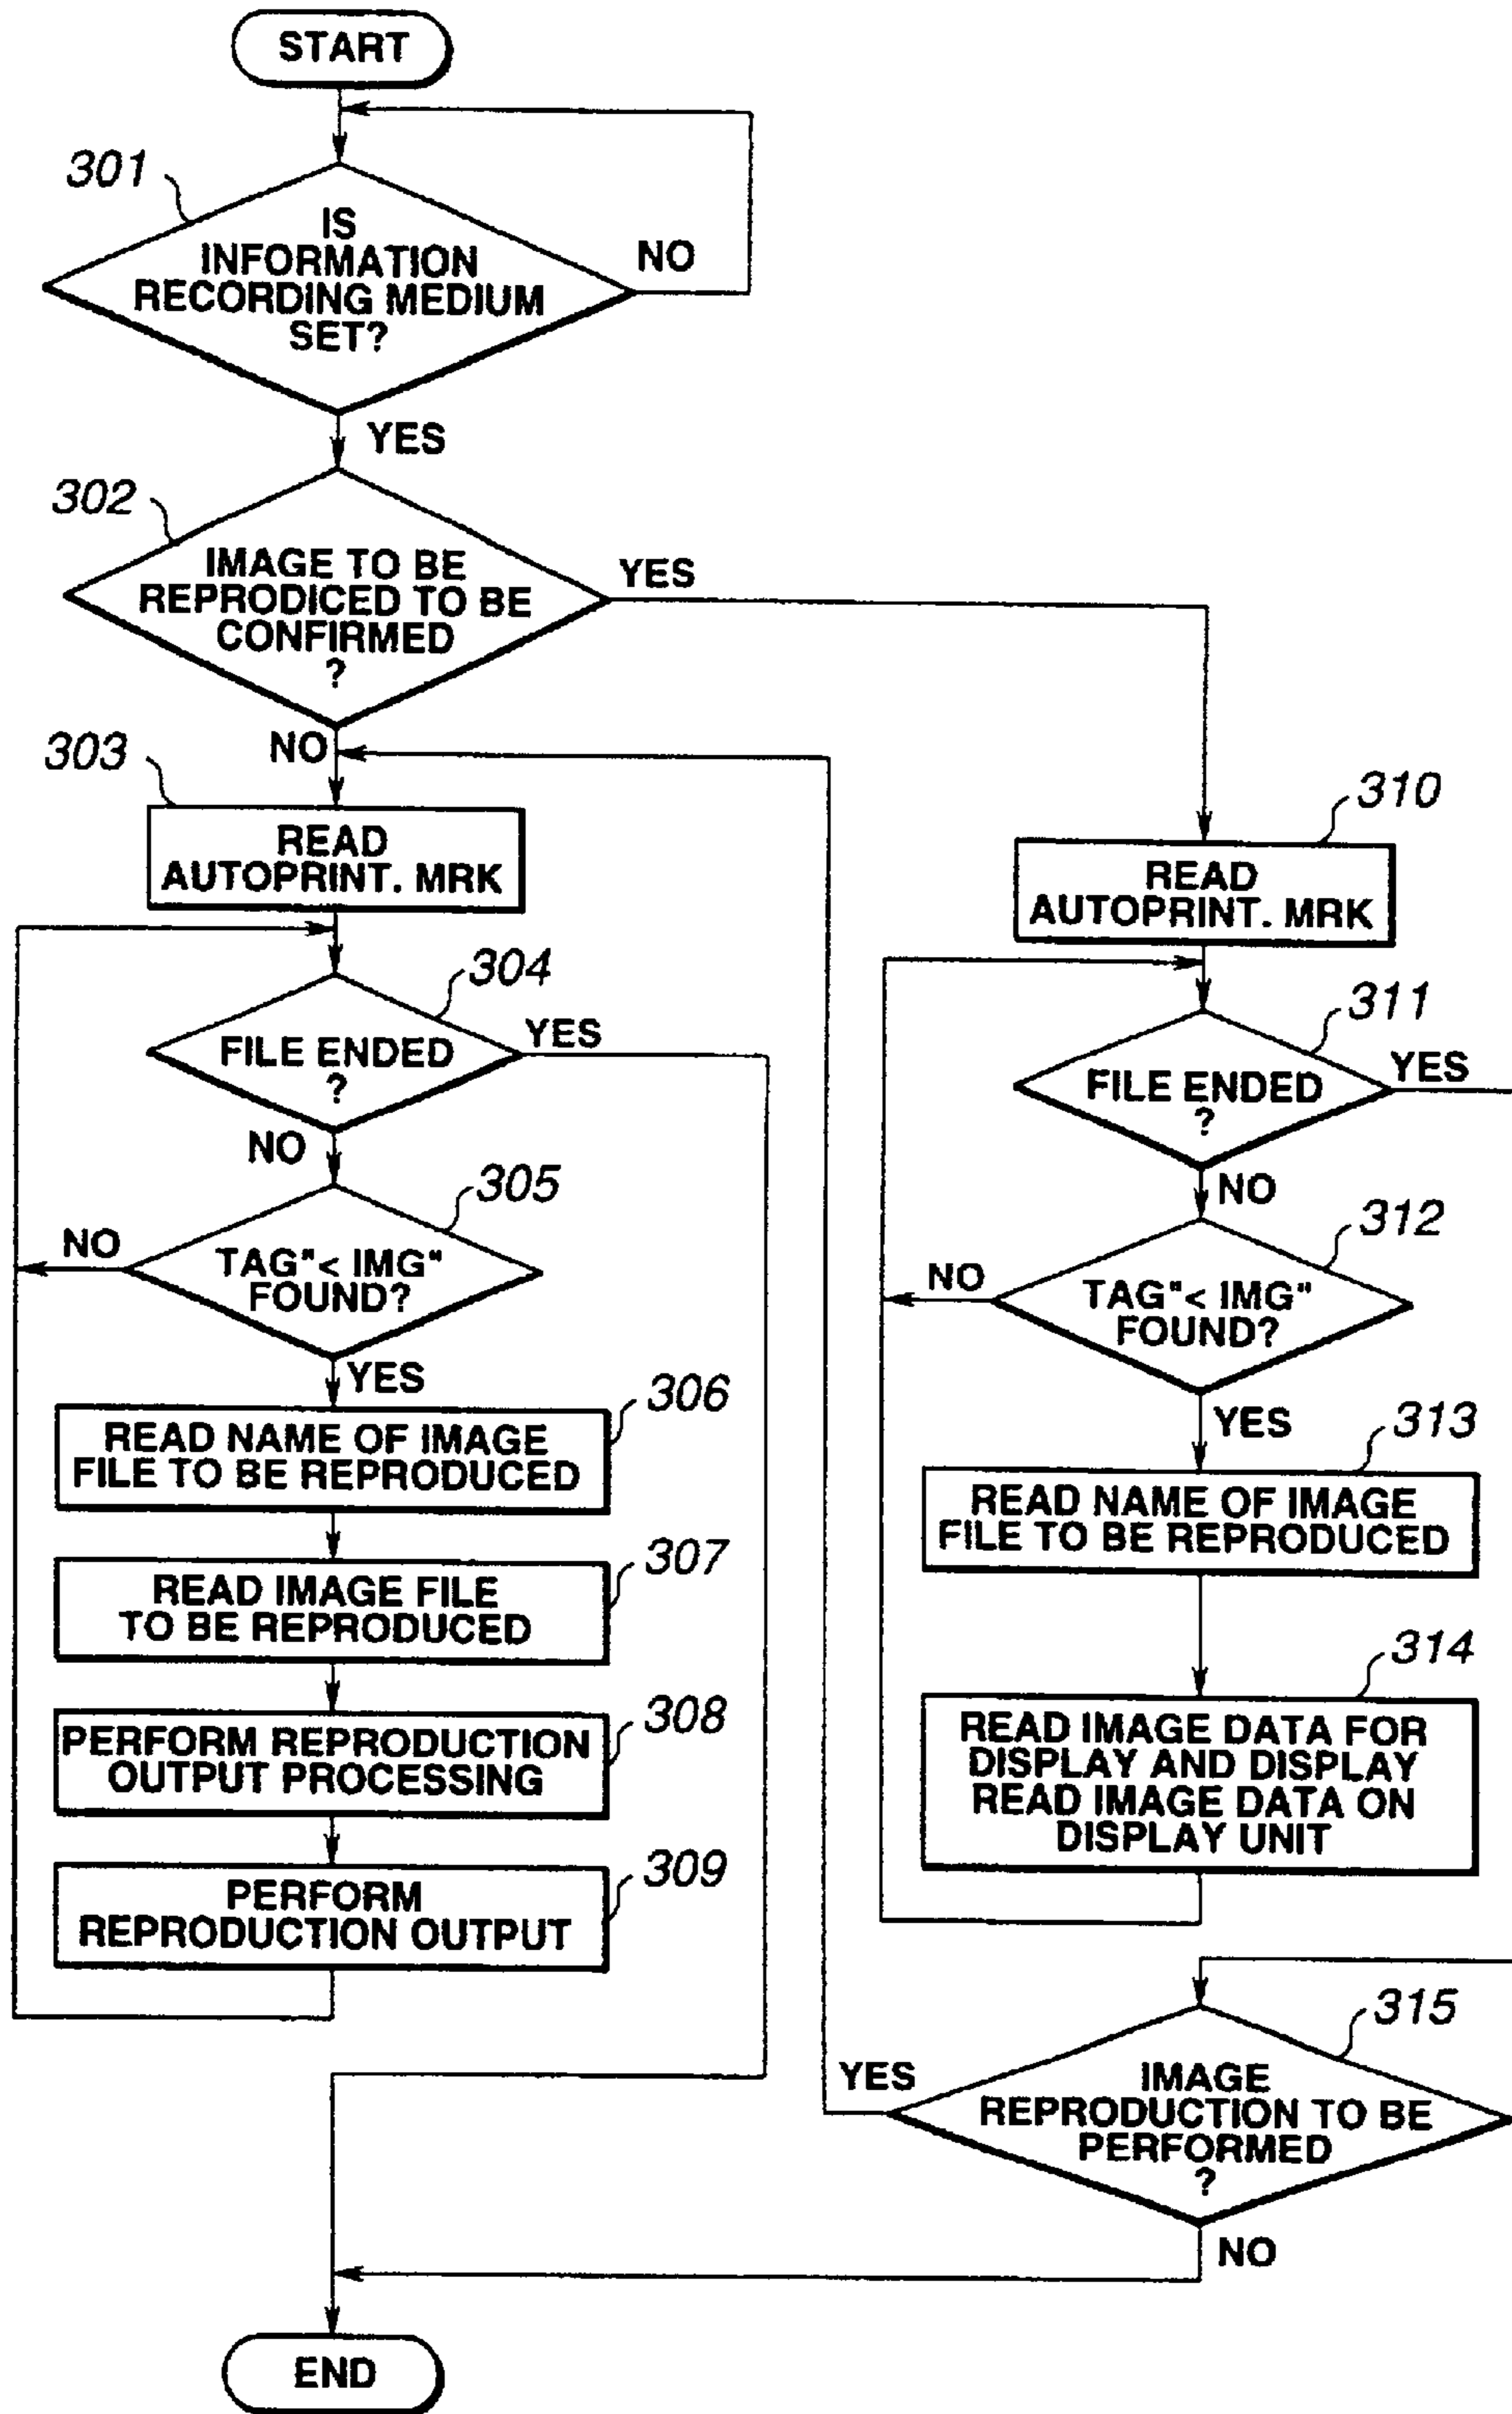 START
301
IS
INFORMATION
RECORDING MEDIUM
SET?
NO
YES
302
IMAGE TO BE
REPRODICED TO BE
CONFIRMED
?
YES
NO
303
READ
AUTOPRINT. MRK
304
FILE ENDED
?
YES
NO
305
TAG"< IMG"
FOUND?
NO
YES
306
READ NAME OF IMAGE
FILE TO BE REPRODUCED
307
READ IMAGE FILE
TO BE REPRODUCED
308
PERFORM REPRODUCTION
OUTPUT PROCESSING
309
PERFORM
REPRODUCTION OUTPUT
310
READ
AUTOPRINT. MRK
311
FILE ENDED
?
YES
NO
312
TAG"< IMG"
FOUND?
NO
YES
313
READ NAME OF IMAGE
FILE TO BE REPRODUCED
314
READ IMAGE DATA FOR
DISPLAY AND DISPLAY
READ IMAGE DATA ON
DISPLAY UNIT
315
IMAGE
REPRODUCTION TO BE
PERFORMED
?
YES
NO
END